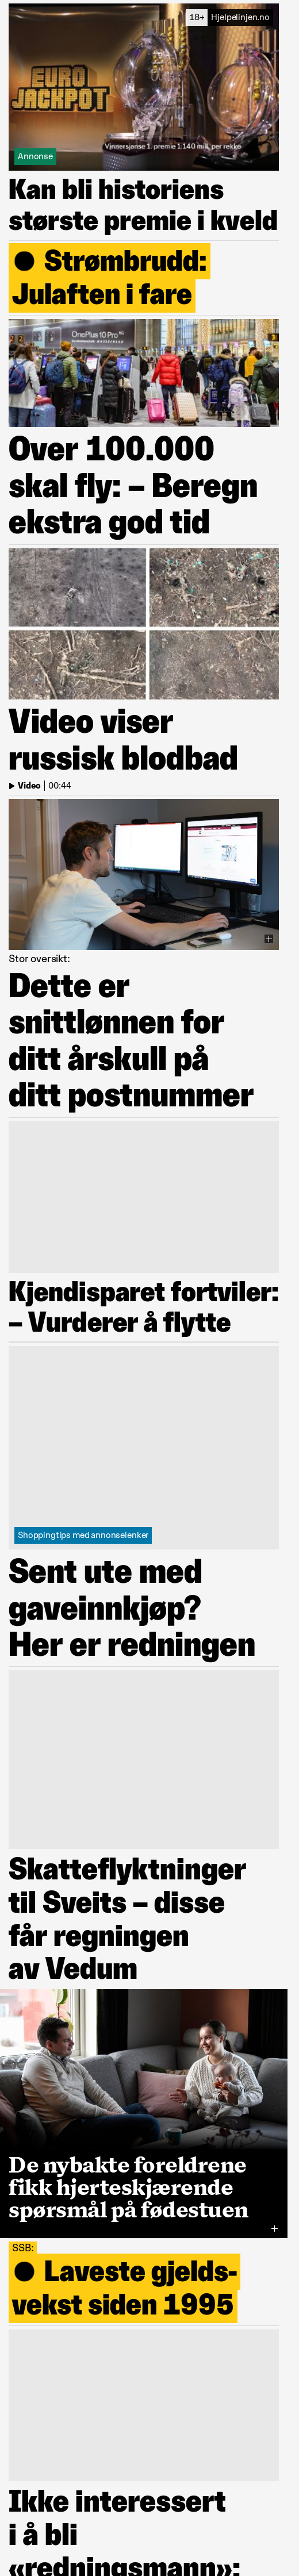 18+ Hjelpelinjen.no
EURO
JACKPOT
Vinnersjanse 1. premie 1:140 mill. per rekke
Annonse
Kan bli historiens
største premie i kveld
Strømbrudd:
Julaften i fare
OnePlus 10 Pro 5G
HASSELBLAD
Over 100.000
skal fly: – Beregn
ekstra god tid
Video viser
russisk blodbad
Video | 00:44
Stor oversikt:
Dette er
snittlønnen for
ditt årskull på
ditt postnummer
Kjendisparet fortviler:
– Vurderer å flytte
Shoppingtips med annonselenker
Sent ute med
gaveinnkjøp?
Her er redningen
Skatteflyktninger
til Sveits – disse
får regningen
av Vedum
De nybakte foreldrene
fikk hjerteskjærende
spørsmål på fødestuen
SSB:
Laveste gjelds-
vekst siden 1995
Ikke interessert
i å bli
«redningsmann»: